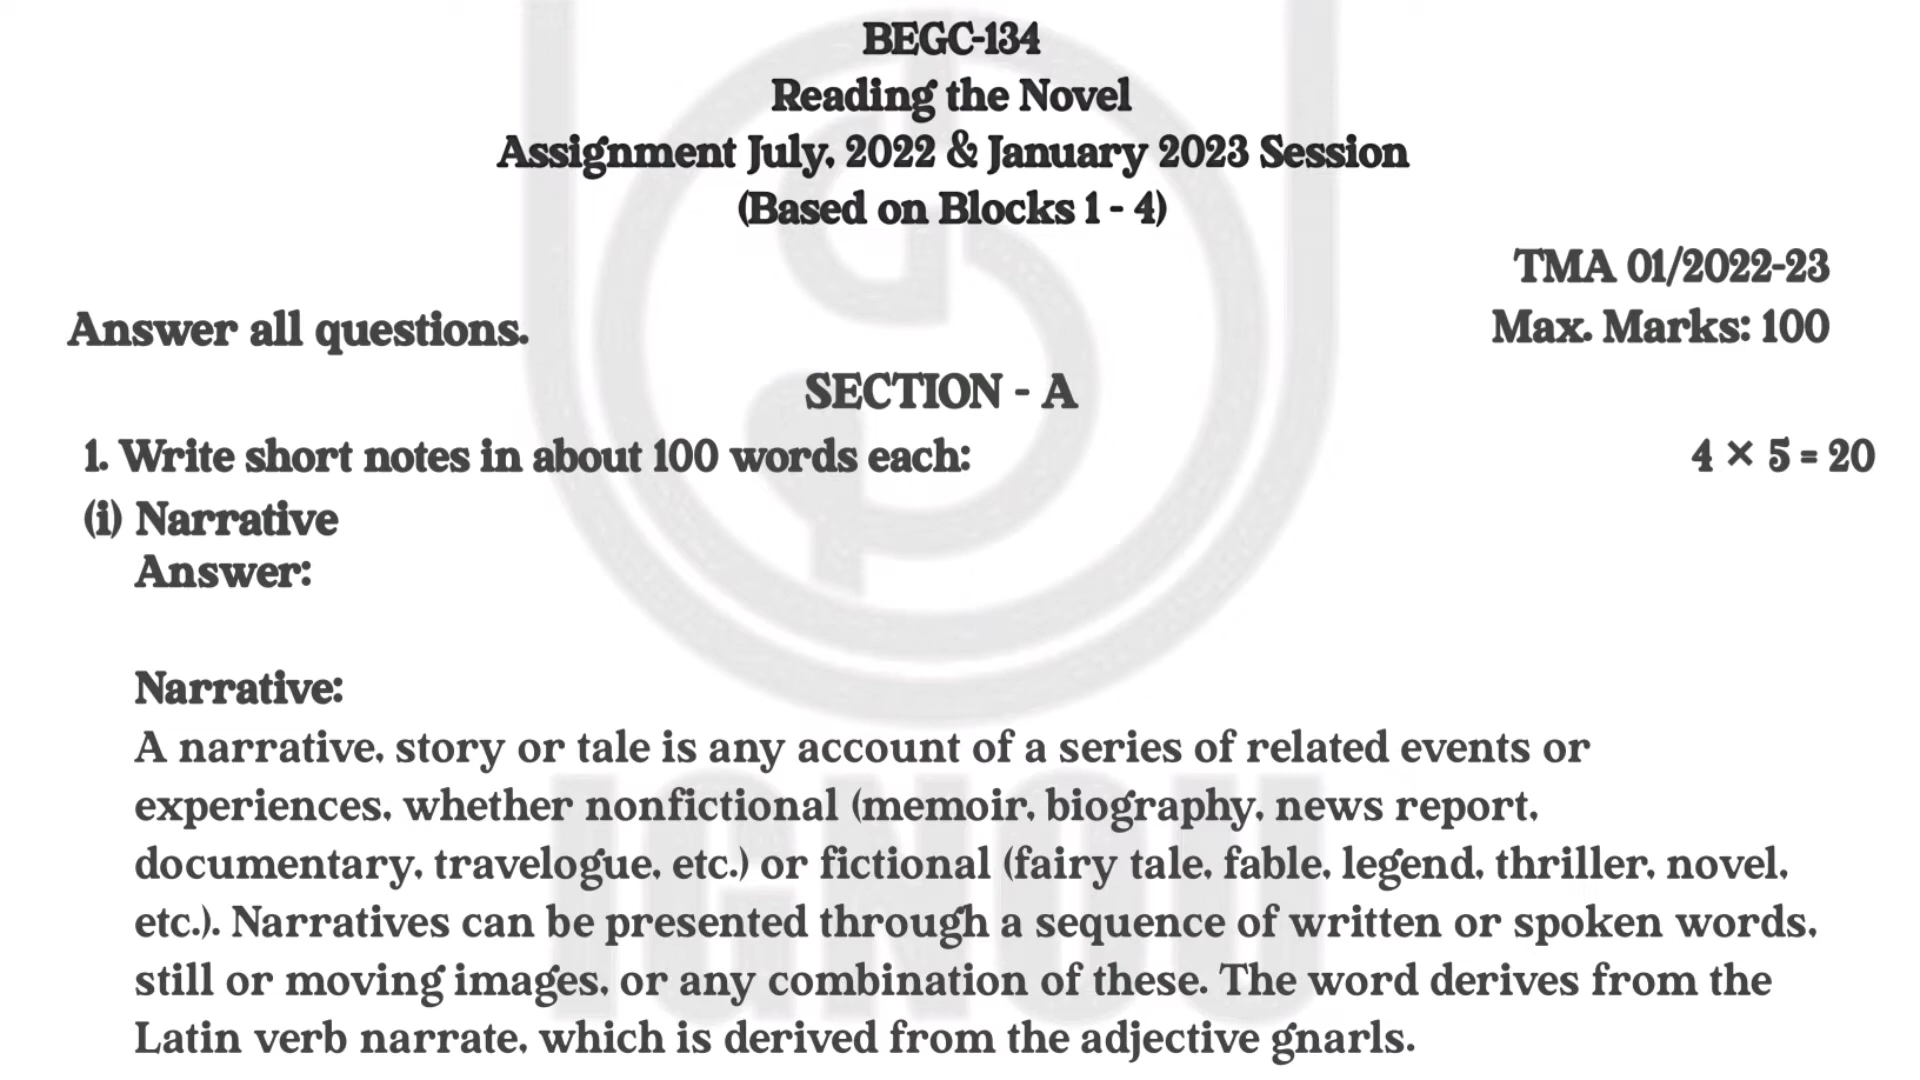 BEGC-134
Reading the Novel
Assignment July, 2022 & January 2023 Session
(Based on Blocks 1 - 4)
TMA 01/2022-23
Answer all questions.
Max. Marks: 100
SECTION - A
1. Write short notes in about 100 words each:
4 × 5 = 20
(i) Narrative
Answer:
Narrative:
A narrative, story or tale is any account of a series of related events or
experiences, whether nonfictional (memoir, biography, news report,
documentary, travelogue, etc.) or fictional (fairy tale, fable, legend, thriller, novel,
etc.). Narratives can be presented through a sequence of written or spoken words,
still or moving images, or any combination of these. The word derives from the
Latin verb narrate, which is derived from the adjective gnarls.
IGNOU